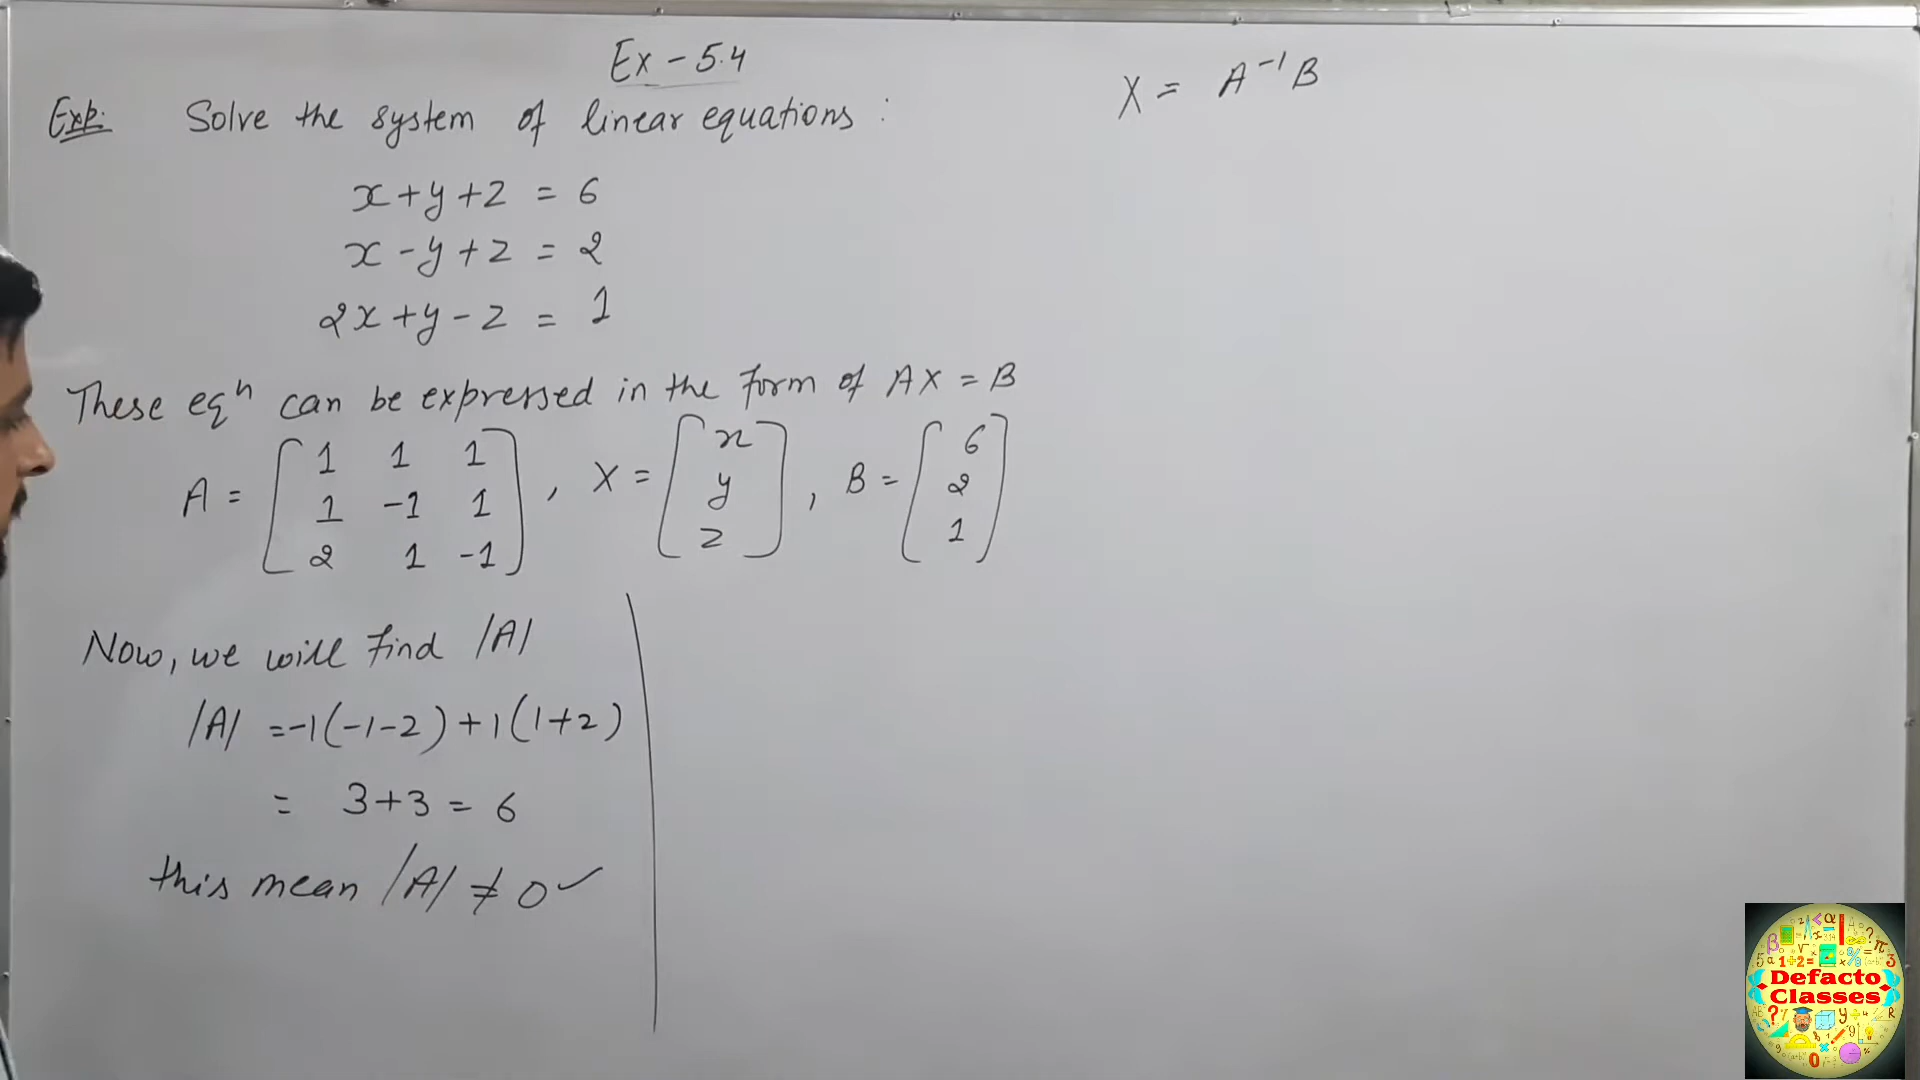 Ex - 5.4
X = A⁻¹B
Exp. Solve the system of linear equations :
x + y + z = 6
x - y + z = 2
2x + y - z = 1
These eqⁿ can be expressed in the form of AX = B
A = [1 1 1
1 -1 1
2 1 -1] , X = [x
y
z] , B = [6
2
1]
Now, we will find |A|
|A| = -1(-1-2) + 1(1+2)
= 3+3 = 6
this mean |A| ≠ 0 ✓
Defacto
Classes